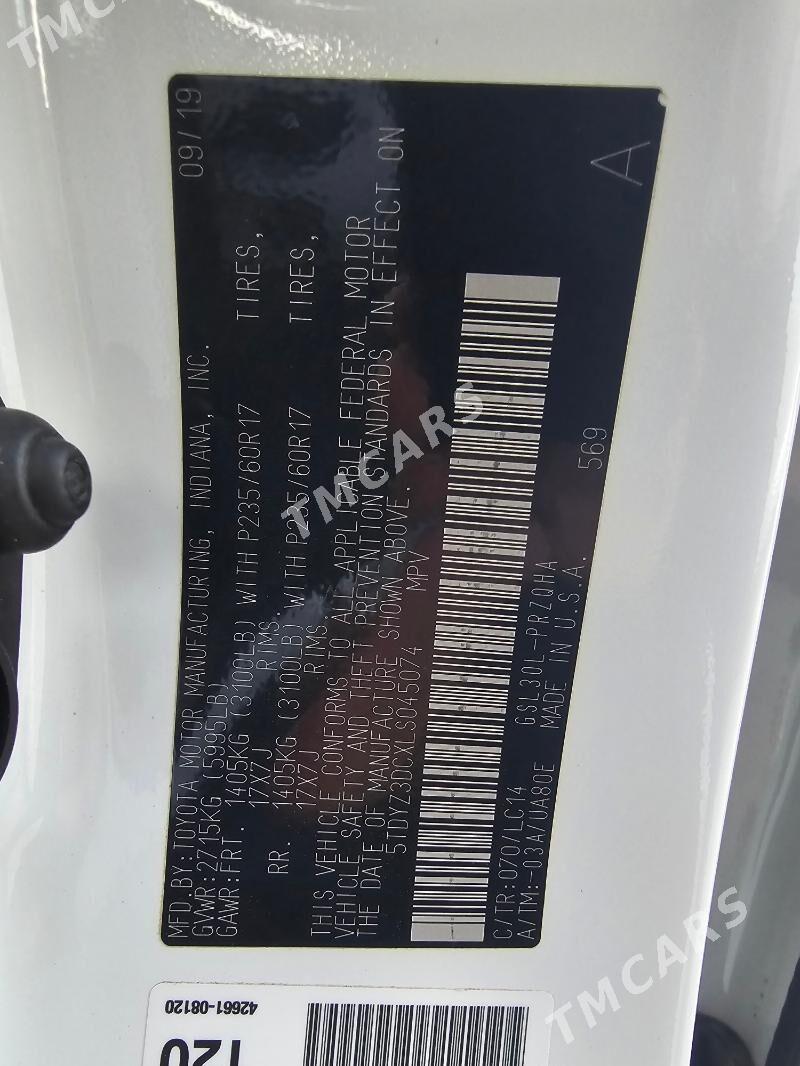 MFD.BY:TOYOTA MOTOR MANUFACTURING, INDIANA, INC. 09/19
GVWR:2715KG (5995LB)
GAWR:FRT. 1405KG (3100LB) WITH P235/60R17 TIRES,
17X7J RIMS.
RR. 1405KG (3100LB) WITH P235/60R17 TIRES,
17X7J RIMS.
THIS VEHICLE CONFORMS TO ALL APPLICABLE FEDERAL MOTOR
VEHICLE SAFETY AND THEFT PREVENTION STANDARDS IN EFFECT ON
THE DATE OF MANUFACTURE SHOWN ABOVE.
5TDYZ3DCXLS045074 MPV
C/TR:070/LC14 GSL30L-PRZQHA 569
A/TM:-03A/UA80E MADE IN U.S.A. A
42661-08120
120
TMCARS
TMCARS
TMCARS
TMCARS
TMCARS